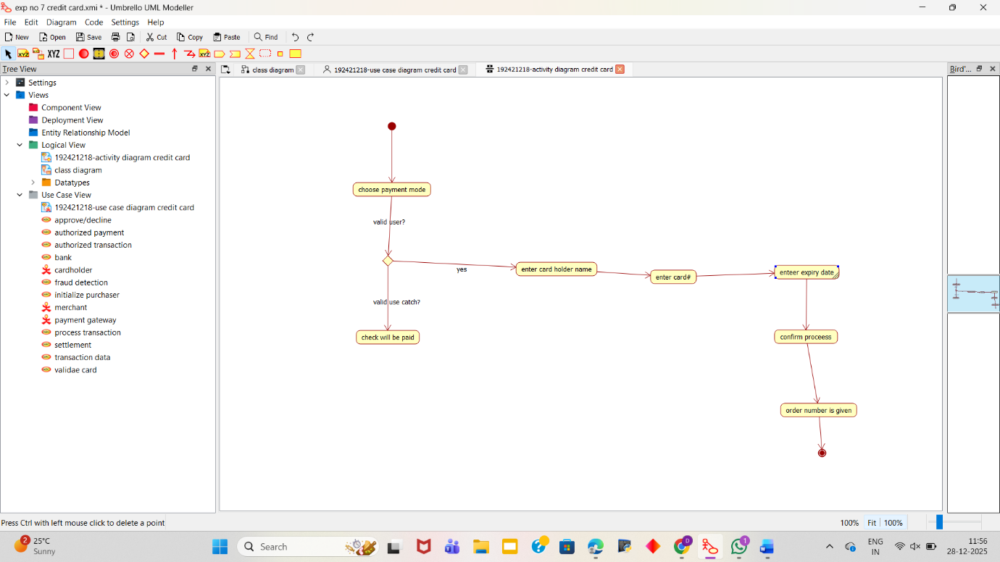 exp no 7 credit card.xmi * - Umbrello UML Modeller
File Edit Diagram Code Settings Help
New Open Save Cut Copy Paste Find
XYZ XYZ XYZ
Tree View
class diagram
192421218-use case diagram credit card
192421218-activity diagram credit card
Bird'...
Settings
Views
Component View
Deployment View
Entity Relationship Model
Logical View
192421218-activity diagram credit card
class diagram
Datatypes
Use Case View
192421218-use case diagram credit card
approve/decline
authorized payment
authorized transaction
bank
cardholder
fraud detection
initialize purchaser
merchant
payment gateway
process transaction
settlement
transaction data
validae card
choose payment mode
valid user?
yes
enter card holder name
enter card#
enteer expiry date
valid use catch?
check will be paid
confirm proceess
order number is given
Press Ctrl with left mouse click to delete a point
100% Fit 100%
2
25°C
Sunny
Search
D
1
ENG
IN
11:56
28-12-2025